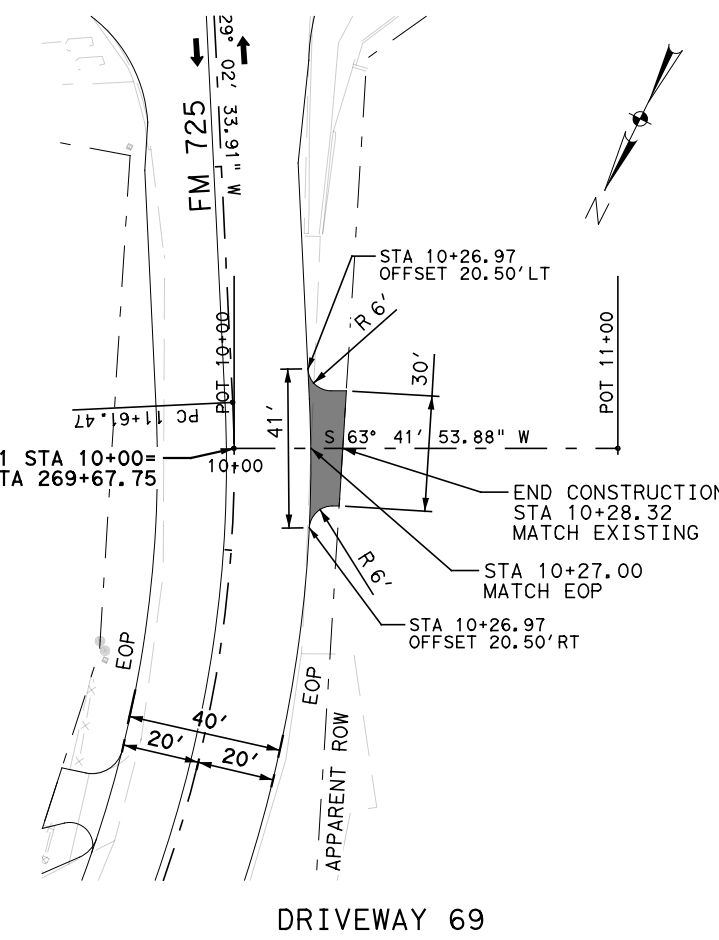 29° 02' 33.91" W
FM 725
N
STA 10+26.97
OFFSET 20.50'LT
R 6'
POT 10+00
30'
POT 11+00
PC 11+61.47
41'
S 63° 41' 53.88" W
1 STA 10+00=
TA 269+67.75
10+00
END CONSTRUCTION
STA 10+28.32
MATCH EXISTING
R 6'
STA 10+27.00
MATCH EOP
STA 10+26.97
OFFSET 20.50'RT
EOP
EOP
40'
20'
20'
APPARENT ROW
DRIVEWAY 69